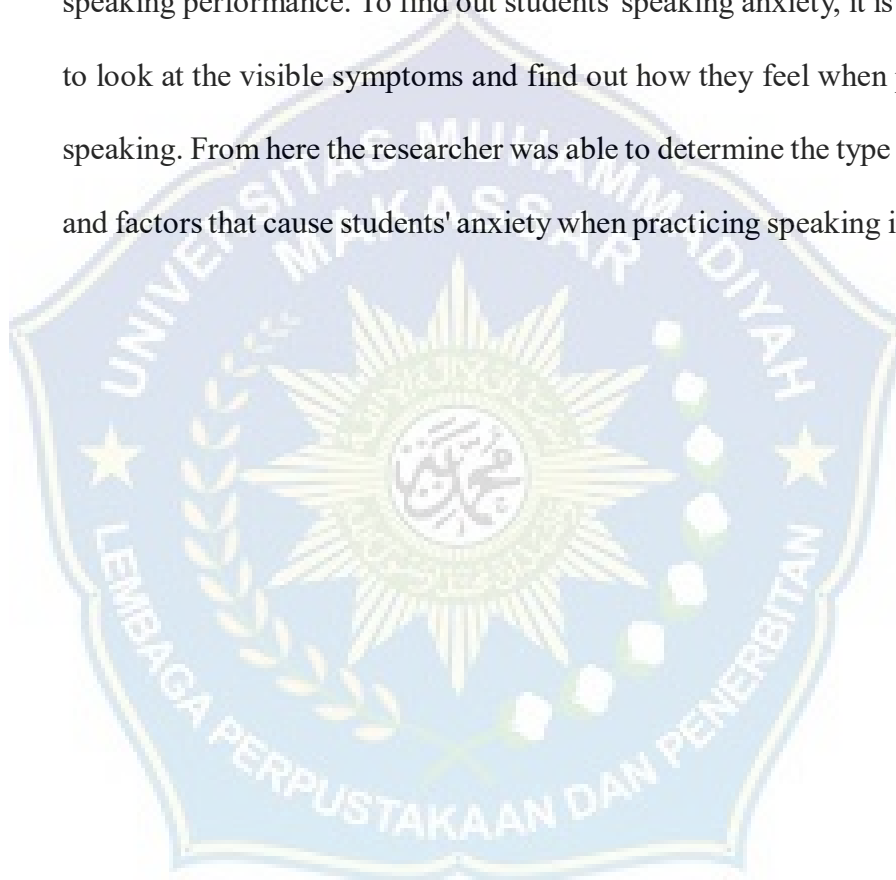 speaking performance. To find out students' speaking anxiety, it is
to look at the visible symptoms and find out how they feel when
speaking. From here the researcher was able to determine the type
and factors that cause students' anxiety when practicing speaking
UNIVERSITAS MUHAMMADIYAH
MAKASSAR
محمد
LEMBAGA PERPUSTAKAAN DAN PENERBITAN